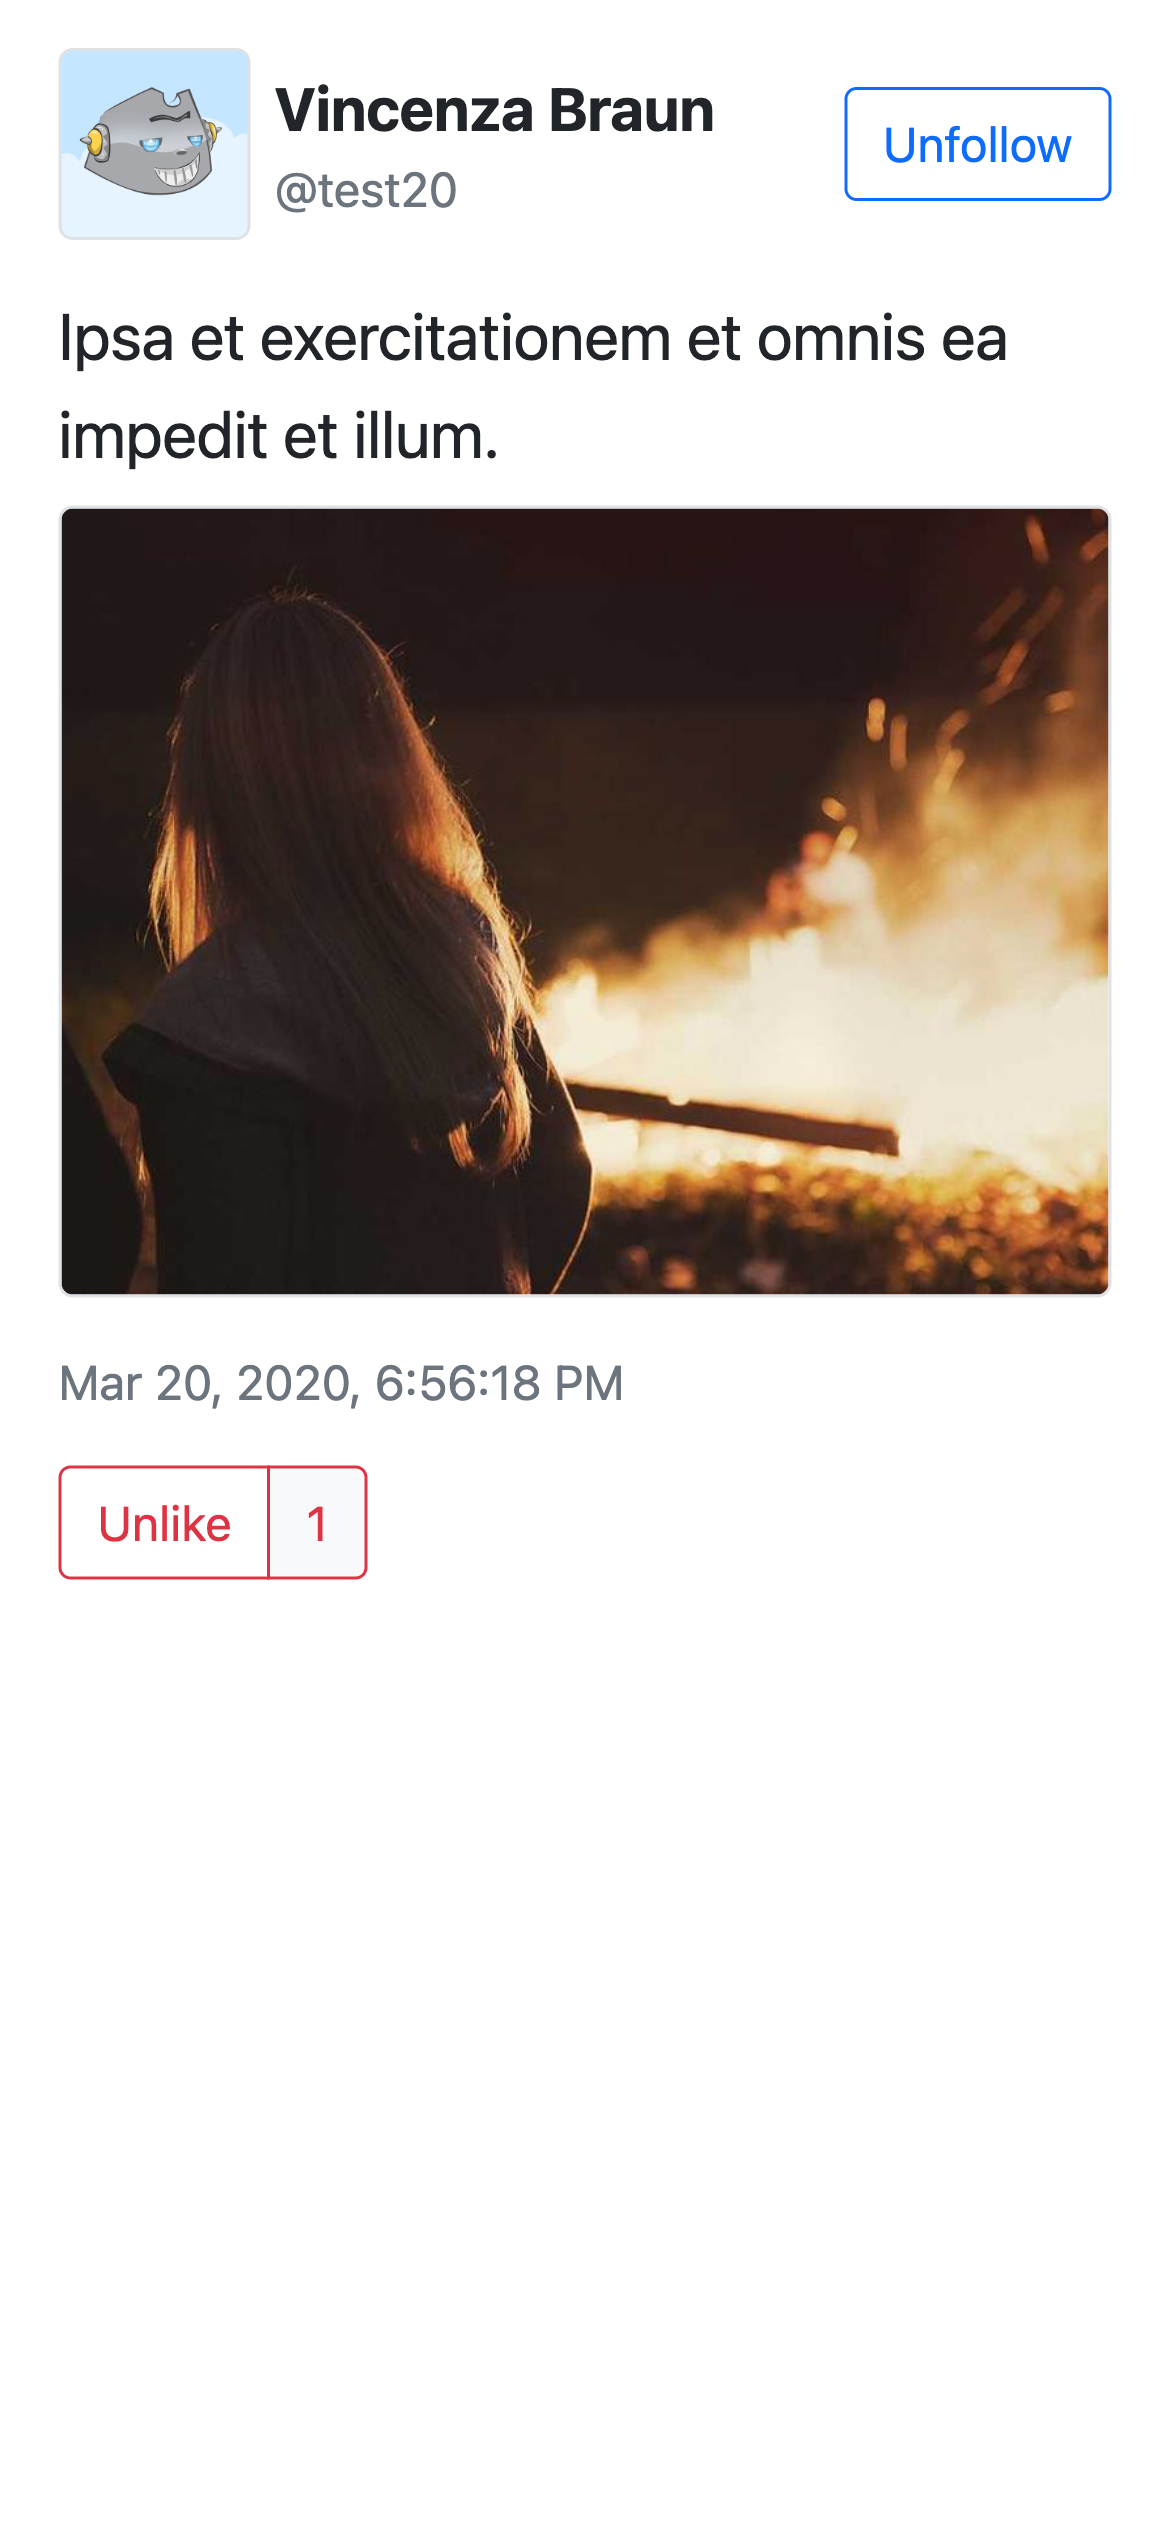 Vincenza Braun
@test20
Unfollow
Ipsa et exercitationem et omnis ea
impedit et illum.
Mar 20, 2020, 6:56:18 PM
Unlike
1